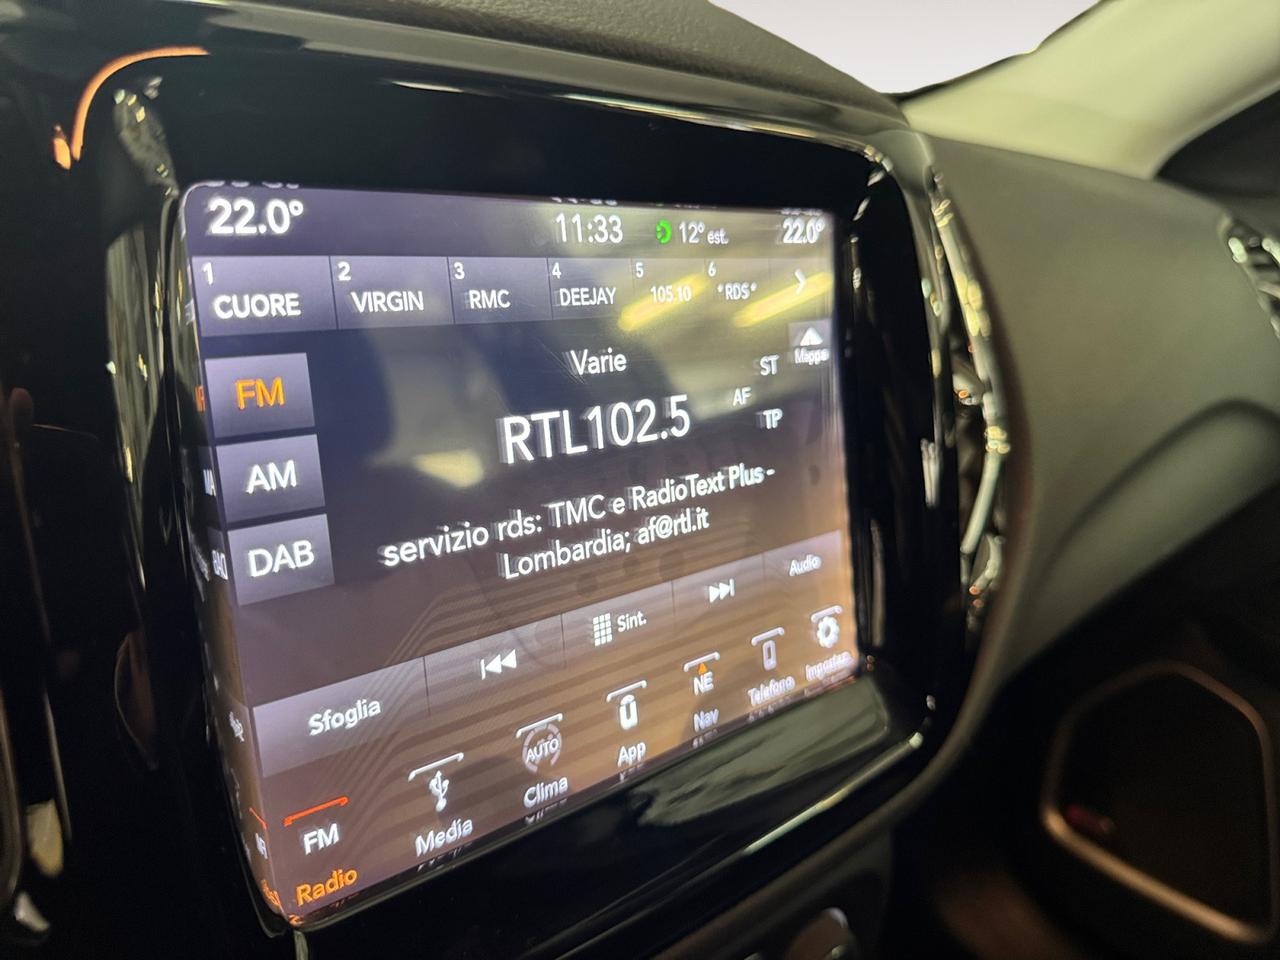 22.0°
11:33
12° est.
22.0°
1 CUORE
2 VIRGIN
3 RMC
4 DEEJAY
5 105.10
6 *RDS*
Mappa
Varie
ST
FM
RTL102.5
AF
TP
AM
servizio rds: TMC e RadioText Plus -
Lombardia; af@rtl.it
DAB
Sfoglia
Sint.
Audio
FM
Radio
Media
AUTO
Clima
App
NE
Nav
Telefono
Impostaz.